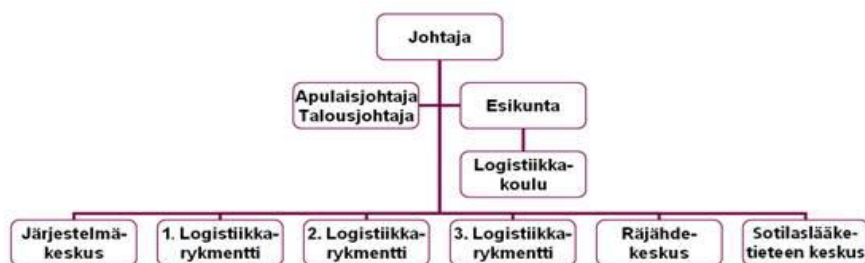 Johtaja
Apulaisjohtaja
Talousjohtaja
Esikunta
Logistiikka-
koulu
Järjestelmä-
keskus
1. Logistiikka-
rykmentti
2. Logistiikka-
rykmentti
3. Logistiikka-
rykmentti
Räjähde-
keskus
Sotilaslääke-
tieteen keskus